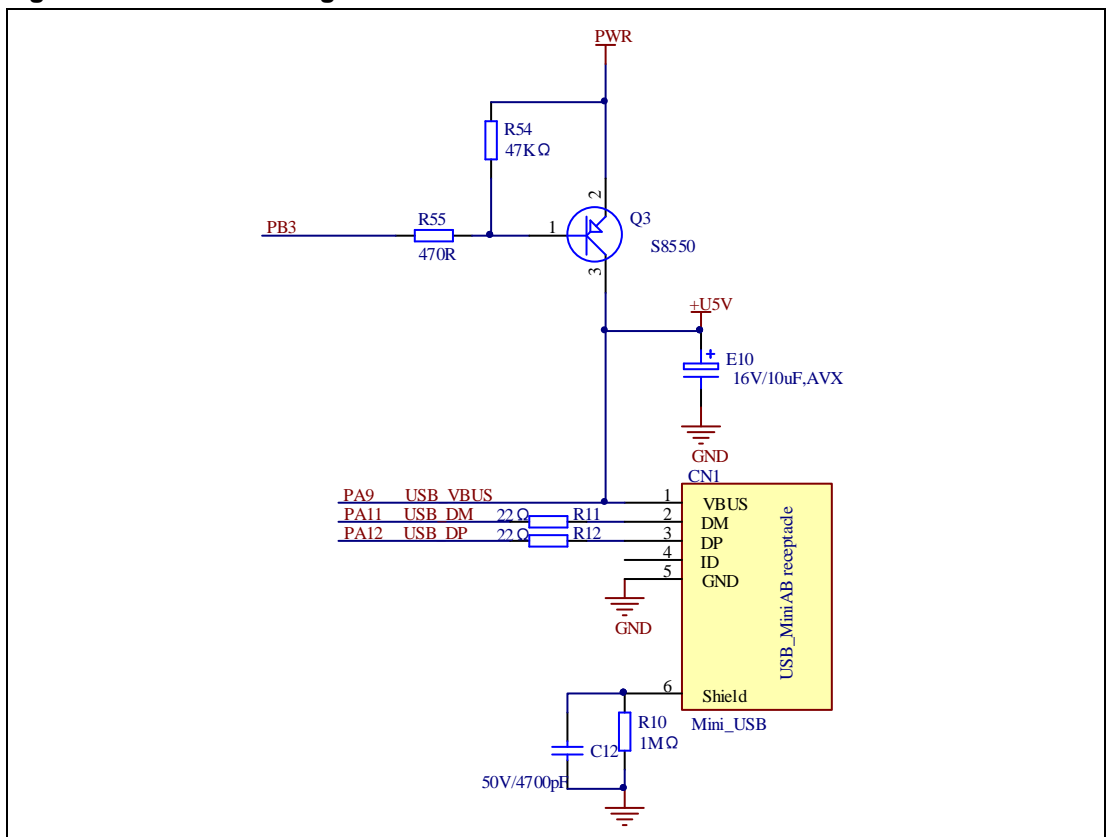 PWR
R54
47KΩ
2
Q3
PB3
R55
1
470R
S8550
3
+U5V
E10
16V/10uF,AVX
GND
CN1
PA9 USB_VBUS 1 VBUS
PA11 USB_DM 22Ω R11 2 DM
PA12 USB_DP 22Ω R12 3 DP
4 ID
5 GND
GND
USB_MiniAB receptacle
6 Shield
Mini_USB
R10
1MΩ
C12
50V/4700pF